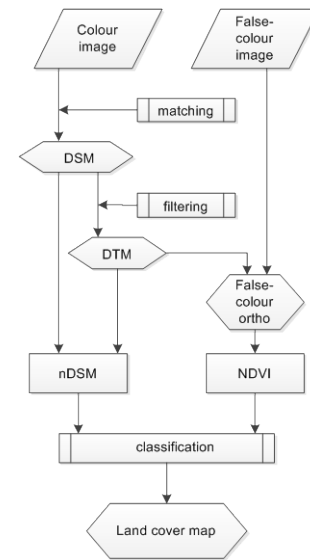 Colour
image
False-
colour
image
matching
DSM
filtering
DTM
False-
colour
ortho
nDSM
NDVI
classification
Land cover map